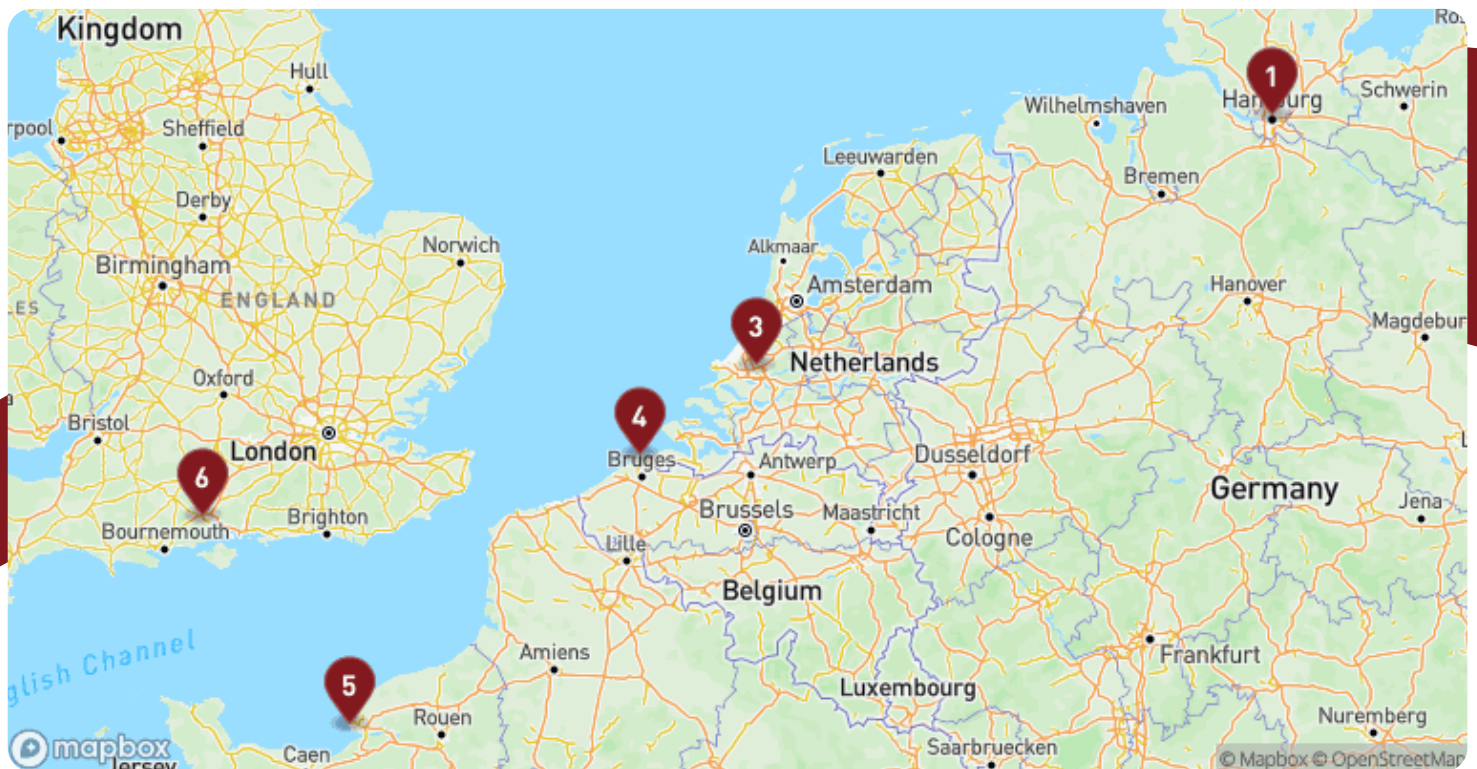 Kingdom
Ros
Hull
1
Wilhelmshaven
Hamburg
Schwerin
rpool
Sheffield
Leeuwarden
Bremen
Derby
Norwich
Alkmaar
Birmingham
Amsterdam
Hanover
LES
ENGLAND
3
Magdebur
Netherlands
Oxford
4
Bristol
London
Bruges
Antwerp
Dusseldorf
6
Germany
Jena
Brussels
Maastricht
Bournemouth
Brighton
Cologne
Lille
Belgium
glish Channel
Amiens
Frankfurt
5
Luxembourg
Rouen
Nuremberg
mapbox
Caen
Saarbruecken
Jersey
© Mapbox © OpenStreetMap